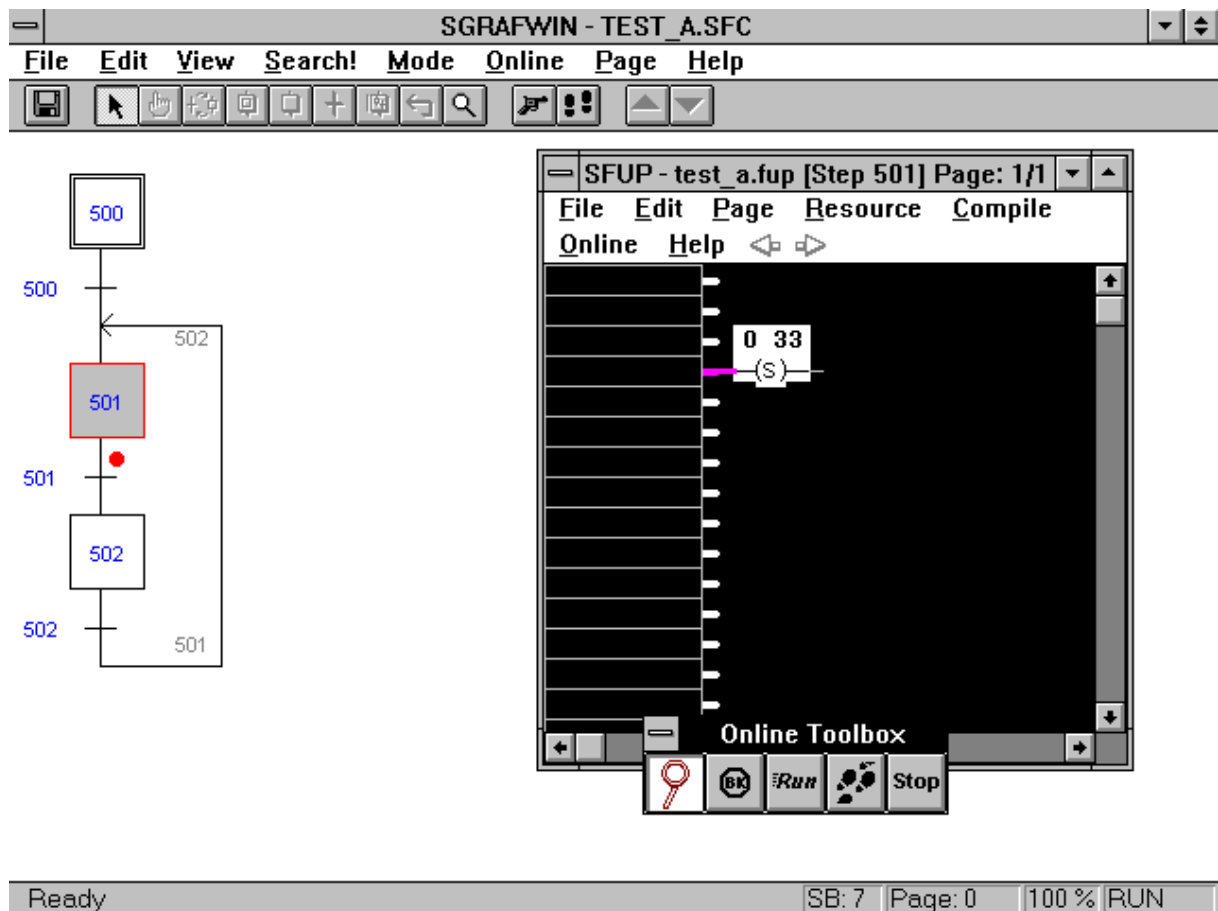 SGRAFWIN - TEST_A.SFC
File Edit View Search! Mode Online Page Help
500
500
502
501
501
502
502
501
SFUP - test_a.fup [Step 501] Page: 1/1
File Edit Page Resource Compile
Online Help
0 33
(S)
Online Toolbox
BK Run Stop
Ready SB: 7 Page: 0 100 % RUN